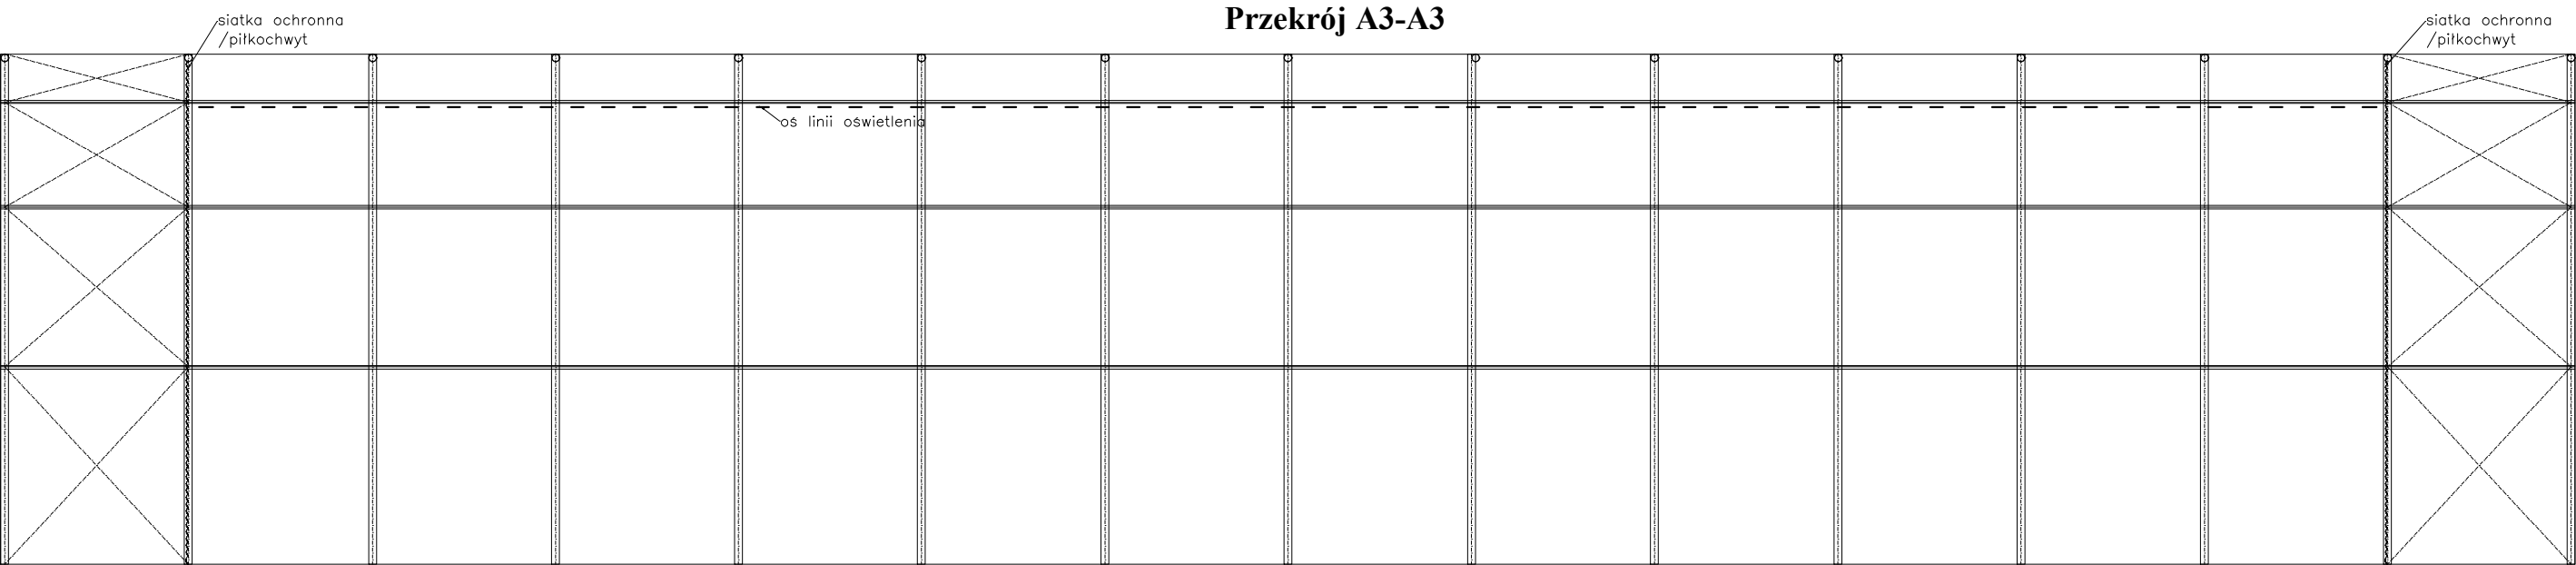 Przekrój A3-A3
siatka ochronna
/piłkochwyt
siatka ochronna
/piłkochwyt
oś linii oświetlenia